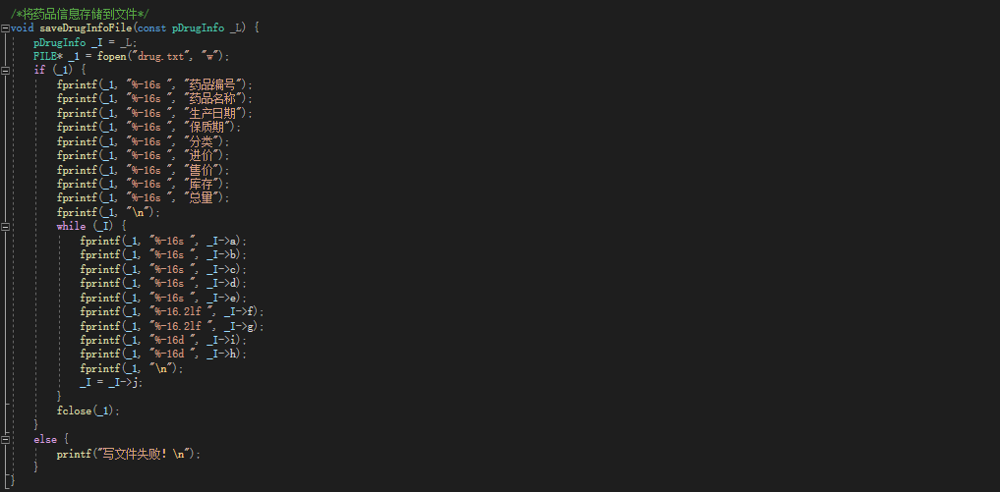 /*将药品信息存储到文件*/
void saveDrugInfoFile(const pDrugInfo _L) {
    pDrugInfo _I = _L;
    FILE* _1 = fopen("drug.txt", "w");
    if (_1) {
        fprintf(_1, "%-16s ", "药品编号");
        fprintf(_1, "%-16s ", "药品名称");
        fprintf(_1, "%-16s ", "生产日期");
        fprintf(_1, "%-16s ", "保质期");
        fprintf(_1, "%-16s ", "分类");
        fprintf(_1, "%-16s ", "进价");
        fprintf(_1, "%-16s ", "售价");
        fprintf(_1, "%-16s ", "库存");
        fprintf(_1, "%-16s ", "总量");
        fprintf(_1, "\n");
        while (_I) {
            fprintf(_1, "%-16s ", _I->a);
            fprintf(_1, "%-16s ", _I->b);
            fprintf(_1, "%-16s ", _I->c);
            fprintf(_1, "%-16s ", _I->d);
            fprintf(_1, "%-16s ", _I->e);
            fprintf(_1, "%-16.2lf ", _I->f);
            fprintf(_1, "%-16.2lf ", _I->g);
            fprintf(_1, "%-16d ", _I->i);
            fprintf(_1, "%-16d ", _I->h);
            fprintf(_1, "\n");
            _I = _I->j;
        }
        fclose(_1);
    }
    else {
        printf("写文件失败！\n");
    }
}